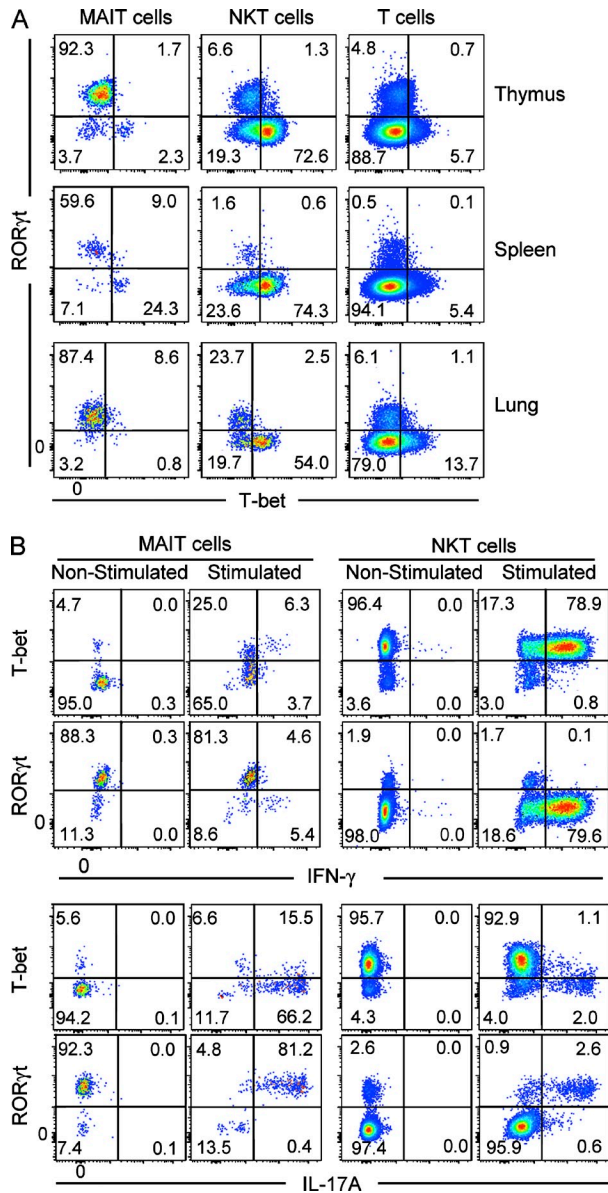 A
MAIT cells NKT cells T cells
92.3 1.7 6.6 1.3 4.8 0.7
Thymus
3.7 2.3 19.3 72.6 88.7 5.7
59.6 9.0 1.6 0.6 0.5 0.1
RORγt
Spleen
7.1 24.3 23.6 74.3 94.1 5.4
87.4 8.6 23.7 2.5 6.1 1.1
Lung
0
3.2 0.8 19.7 54.0 79.0 13.7
0
T-bet
B
MAIT cells NKT cells
Non-Stimulated Stimulated Non-Stimulated Stimulated
4.7 0.0 25.0 6.3 96.4 0.0 17.3 78.9
T-bet
95.0 0.3 65.0 3.7 3.6 0.0 3.0 0.8
88.3 0.3 81.3 4.6 1.9 0.0 1.7 0.1
RORγt
0
11.3 0.0 8.6 5.4 98.0 0.0 18.6 79.6
0
IFN-γ
5.6 0.0 6.6 15.5 95.7 0.0 92.9 1.1
T-bet
94.2 0.1 11.7 66.2 4.3 0.0 4.0 2.0
92.3 0.0 4.8 81.2 2.6 0.0 0.9 2.6
RORγt
0
7.4 0.1 13.5 0.4 97.4 0.0 95.9 0.6
0
IL-17A